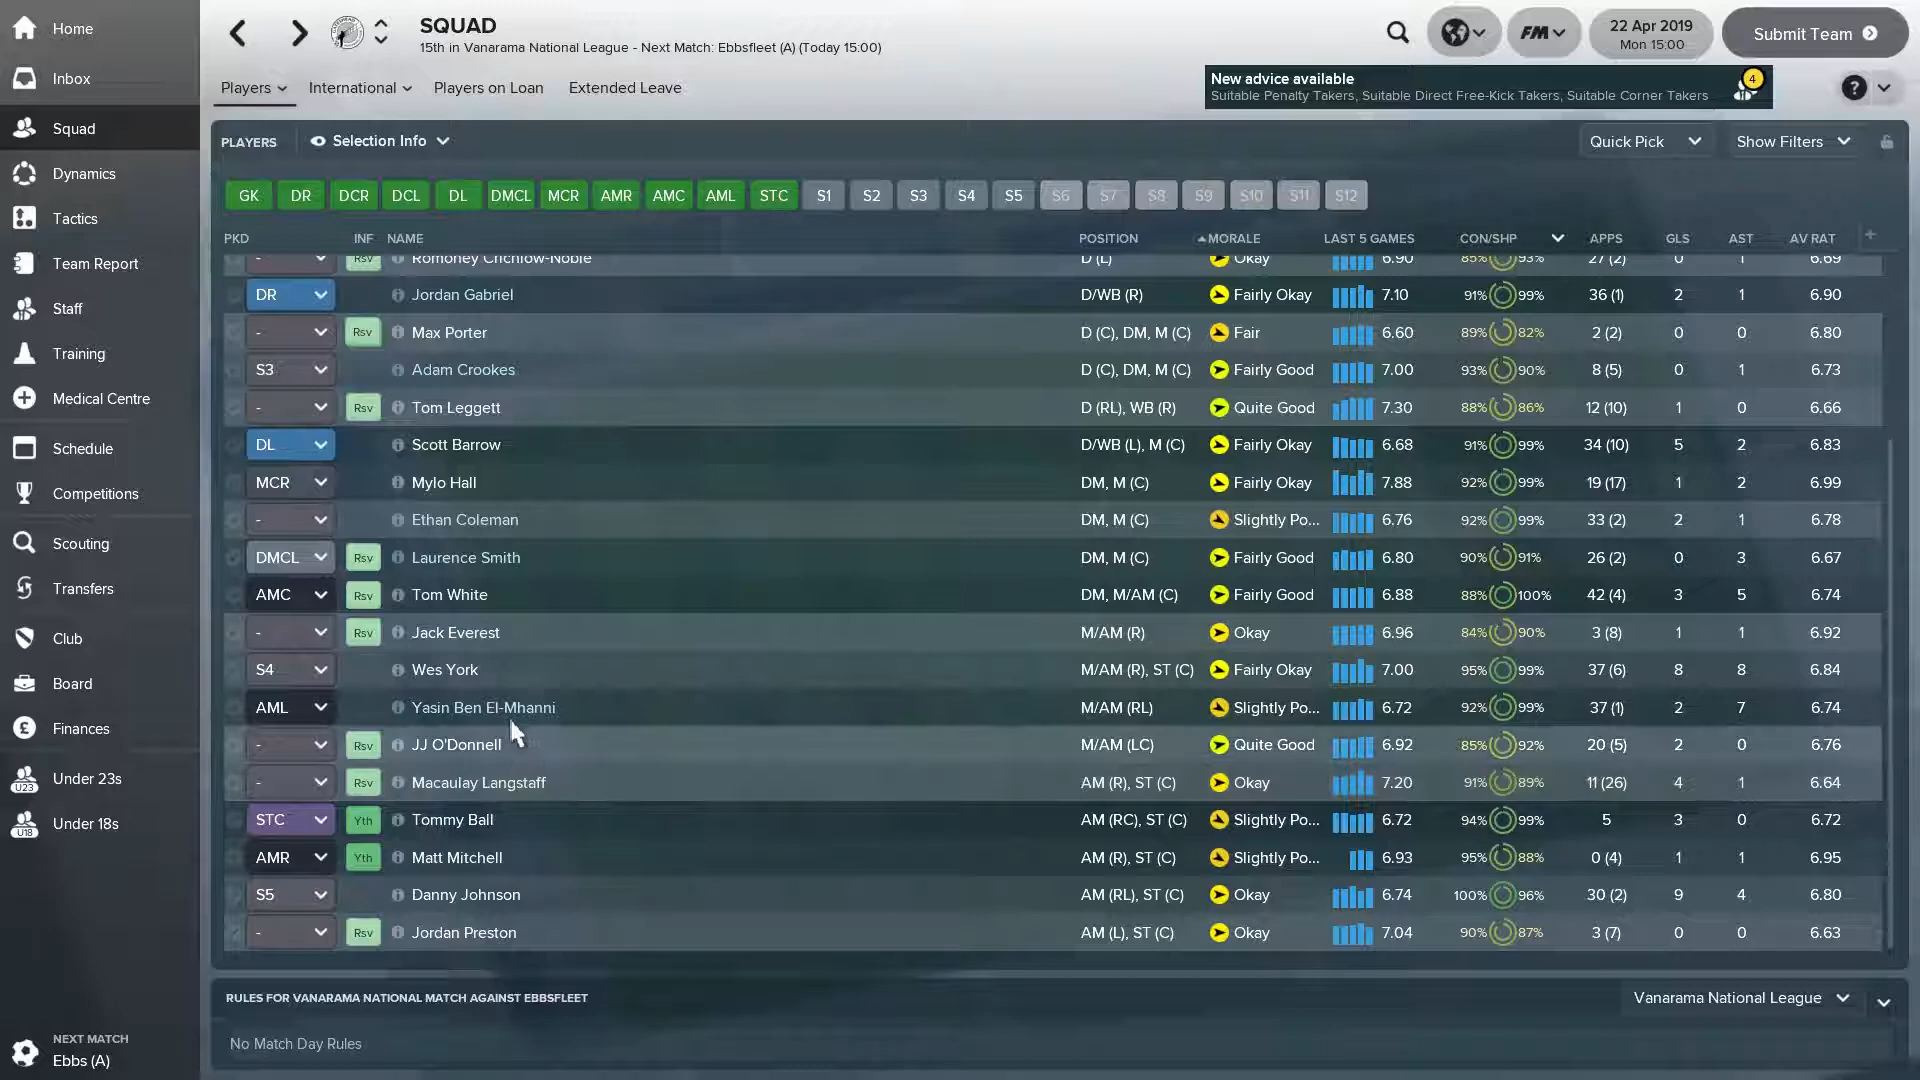 Home
Inbox
Squad
Dynamics
Tactics
Team Report
Staff
Training
Medical Centre
Schedule
Competitions
Scouting
Transfers
Club
Board
Finances
U23 Under 23s
U18 Under 18s
NEXT MATCH
Ebbs (A)
SQUAD
15th in Vanarama National League - Next Match: Ebbsfleet (A) (Today 15:00)
FM
22 Apr 2019
Mon 15:00
Submit Team
Players International Players on Loan Extended Leave
New advice available
Suitable Penalty Takers, Suitable Direct Free-Kick Takers, Suitable Corner Takers
4
?
PLAYERS Selection Info Quick Pick Show Filters
GK DR DCR DCL DL DMCL MCR AMR AMC AML STC S1 S2 S3 S4 S5 S6 S7 S8 S9 S10 S11 S12
PKD INF NAME POSITION MORALE LAST 5 GAMES CON/SHP APPS GLS AST AV RAT +
- Rsv Romoney Crichlow-Noble D (L) Okay 6.90 85% 93% 27 (2) 0 1 6.69
DR Jordan Gabriel D/WB (R) Fairly Okay 7.10 91% 99% 36 (1) 2 1 6.90
- Rsv Max Porter D (C), DM, M (C) Fair 6.60 89% 82% 2 (2) 0 0 6.80
S3 Adam Crookes D (C), DM, M (C) Fairly Good 7.00 93% 90% 8 (5) 0 1 6.73
- Rsv Tom Leggett D (RL), WB (R) Quite Good 7.30 88% 86% 12 (10) 1 0 6.66
DL Scott Barrow D/WB (L), M (C) Fairly Okay 6.68 91% 99% 34 (10) 5 2 6.83
MCR Mylo Hall DM, M (C) Fairly Okay 7.88 92% 99% 19 (17) 1 2 6.99
- Ethan Coleman DM, M (C) Slightly Po... 6.76 92% 99% 33 (2) 2 1 6.78
DMCL Rsv Laurence Smith DM, M (C) Fairly Good 6.80 90% 91% 26 (2) 0 3 6.67
AMC Rsv Tom White DM, M/AM (C) Fairly Good 6.88 88% 100% 42 (4) 3 5 6.74
- Rsv Jack Everest M/AM (R) Okay 6.96 84% 90% 3 (8) 1 1 6.92
S4 Wes York M/AM (R), ST (C) Fairly Okay 7.00 95% 99% 37 (6) 8 8 6.84
AML Yasin Ben El-Mhanni M/AM (RL) Slightly Po... 6.72 92% 99% 37 (1) 2 7 6.74
- Rsv JJ O'Donnell M/AM (LC) Quite Good 6.92 85% 92% 20 (5) 2 0 6.76
- Rsv Macaulay Langstaff AM (R), ST (C) Okay 7.20 91% 89% 11 (26) 4 1 6.64
STC Yth Tommy Ball AM (RC), ST (C) Slightly Po... 6.72 94% 99% 5 3 0 6.72
AMR Yth Matt Mitchell AM (R), ST (C) Slightly Po... 6.93 95% 88% 0 (4) 1 1 6.95
S5 Danny Johnson AM (RL), ST (C) Okay 6.74 100% 96% 30 (2) 9 4 6.80
- Rsv Jordan Preston AM (L), ST (C) Okay 7.04 90% 87% 3 (7) 0 0 6.63
RULES FOR VANARAMA NATIONAL MATCH AGAINST EBBSFLEET
Vanarama National League
No Match Day Rules